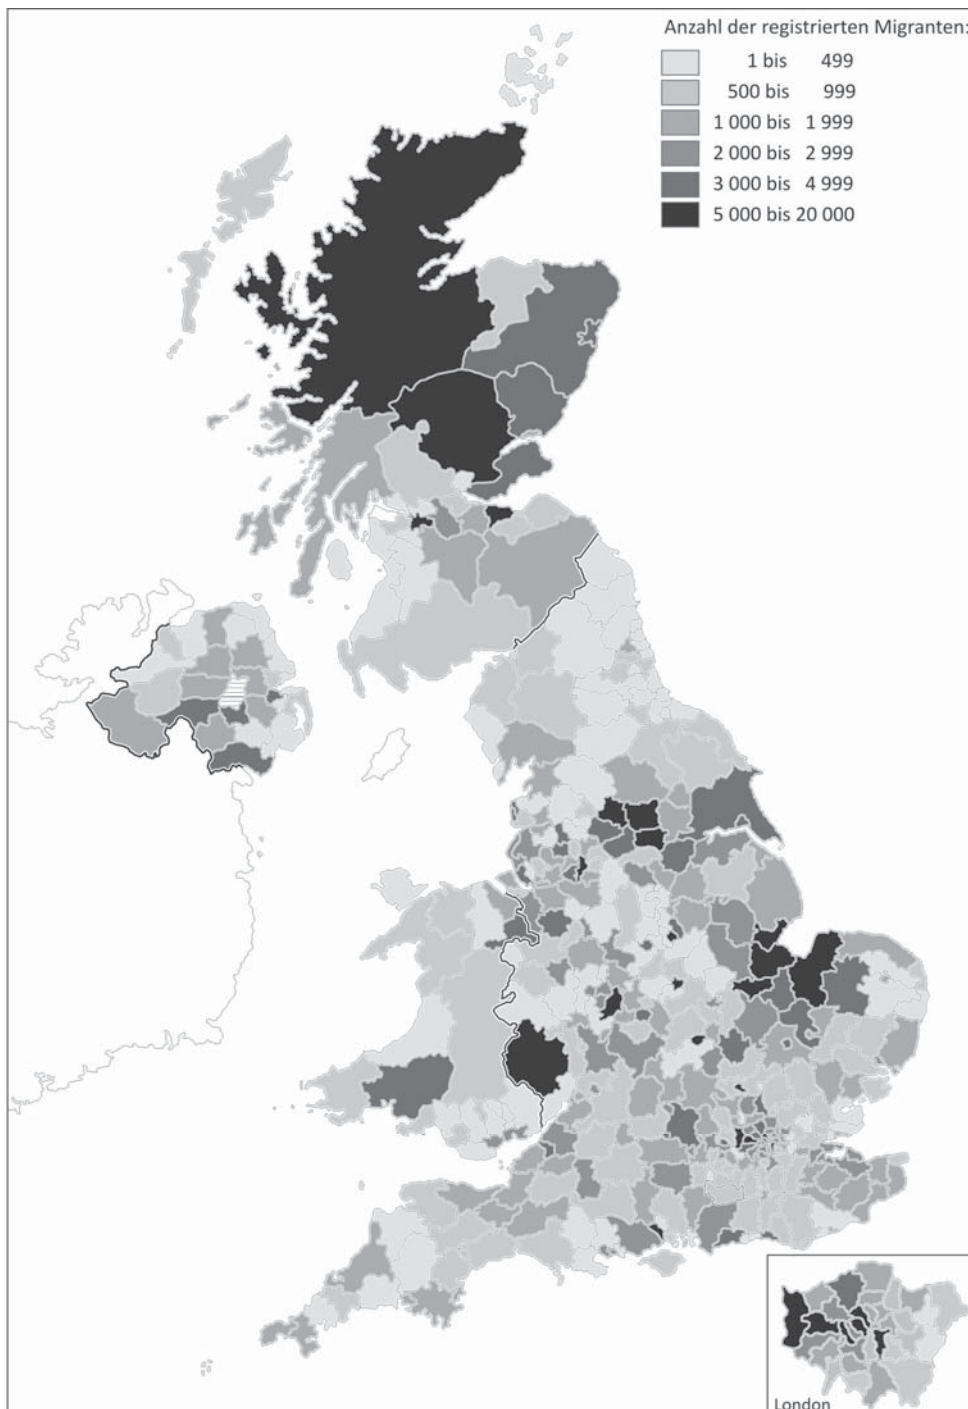 Anzahl der registrierten Migranten:
1 bis 499
500 bis 999
1 000 bis 1 999
2 000 bis 2 999
3 000 bis 4 999
5 000 bis 20 000
London